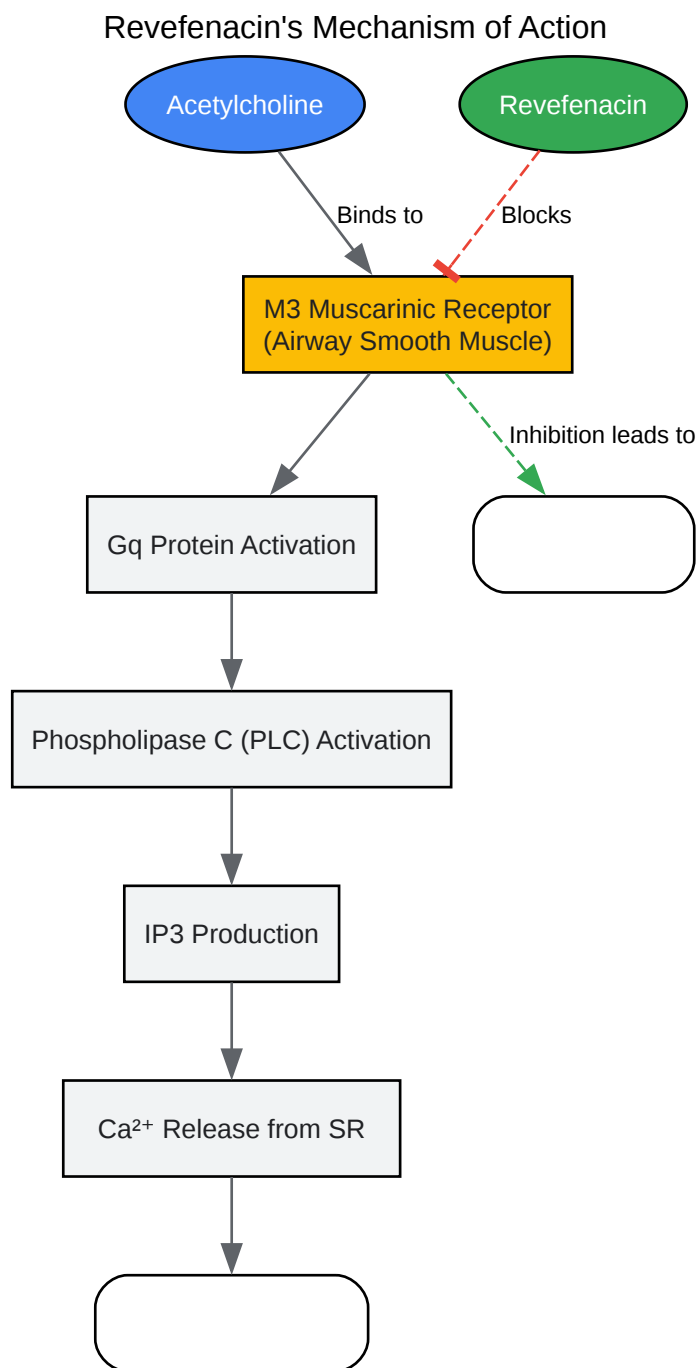 Revefenacin's Mechanism of Action
Acetylcholine
Revefenacin
Binds to
Blocks
M3 Muscarinic Receptor
(Airway Smooth Muscle)
Inhibition leads to
Gq Protein Activation
Phospholipase C (PLC) Activation
IP3 Production
Ca²⁺ Release from SR